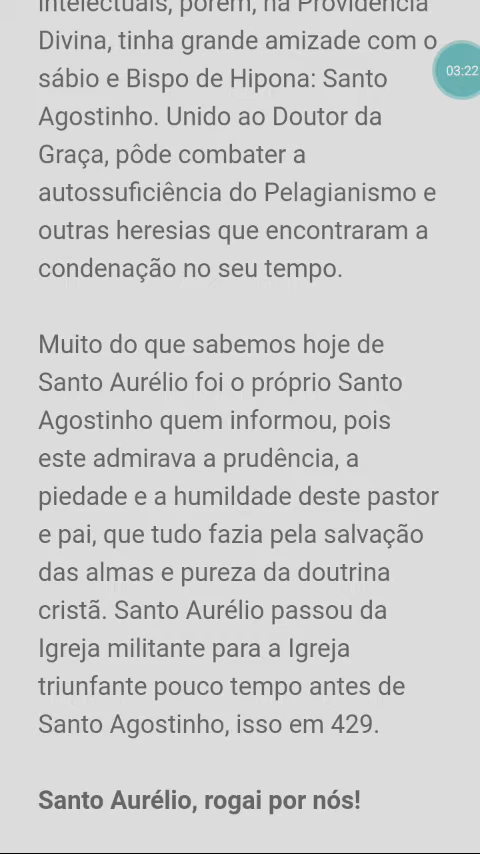 intelectuais, porém, na Providência
Divina, tinha grande amizade com o
sábio e Bispo de Hipona: Santo
Agostinho. Unido ao Doutor da
Graça, pôde combater a
autossuficiência do Pelagianismo e
outras heresias que encontraram a
condenação no seu tempo.
Muito do que sabemos hoje de
Santo Aurélio foi o próprio Santo
Agostinho quem informou, pois
este admirava a prudência, a
piedade e a humildade deste pastor
e pai, que tudo fazia pela salvação
das almas e pureza da doutrina
cristã. Santo Aurélio passou da
Igreja militante para a Igreja
triunfante pouco tempo antes de
Santo Agostinho, isso em 429.
Santo Aurélio, rogai por nós!
03:22